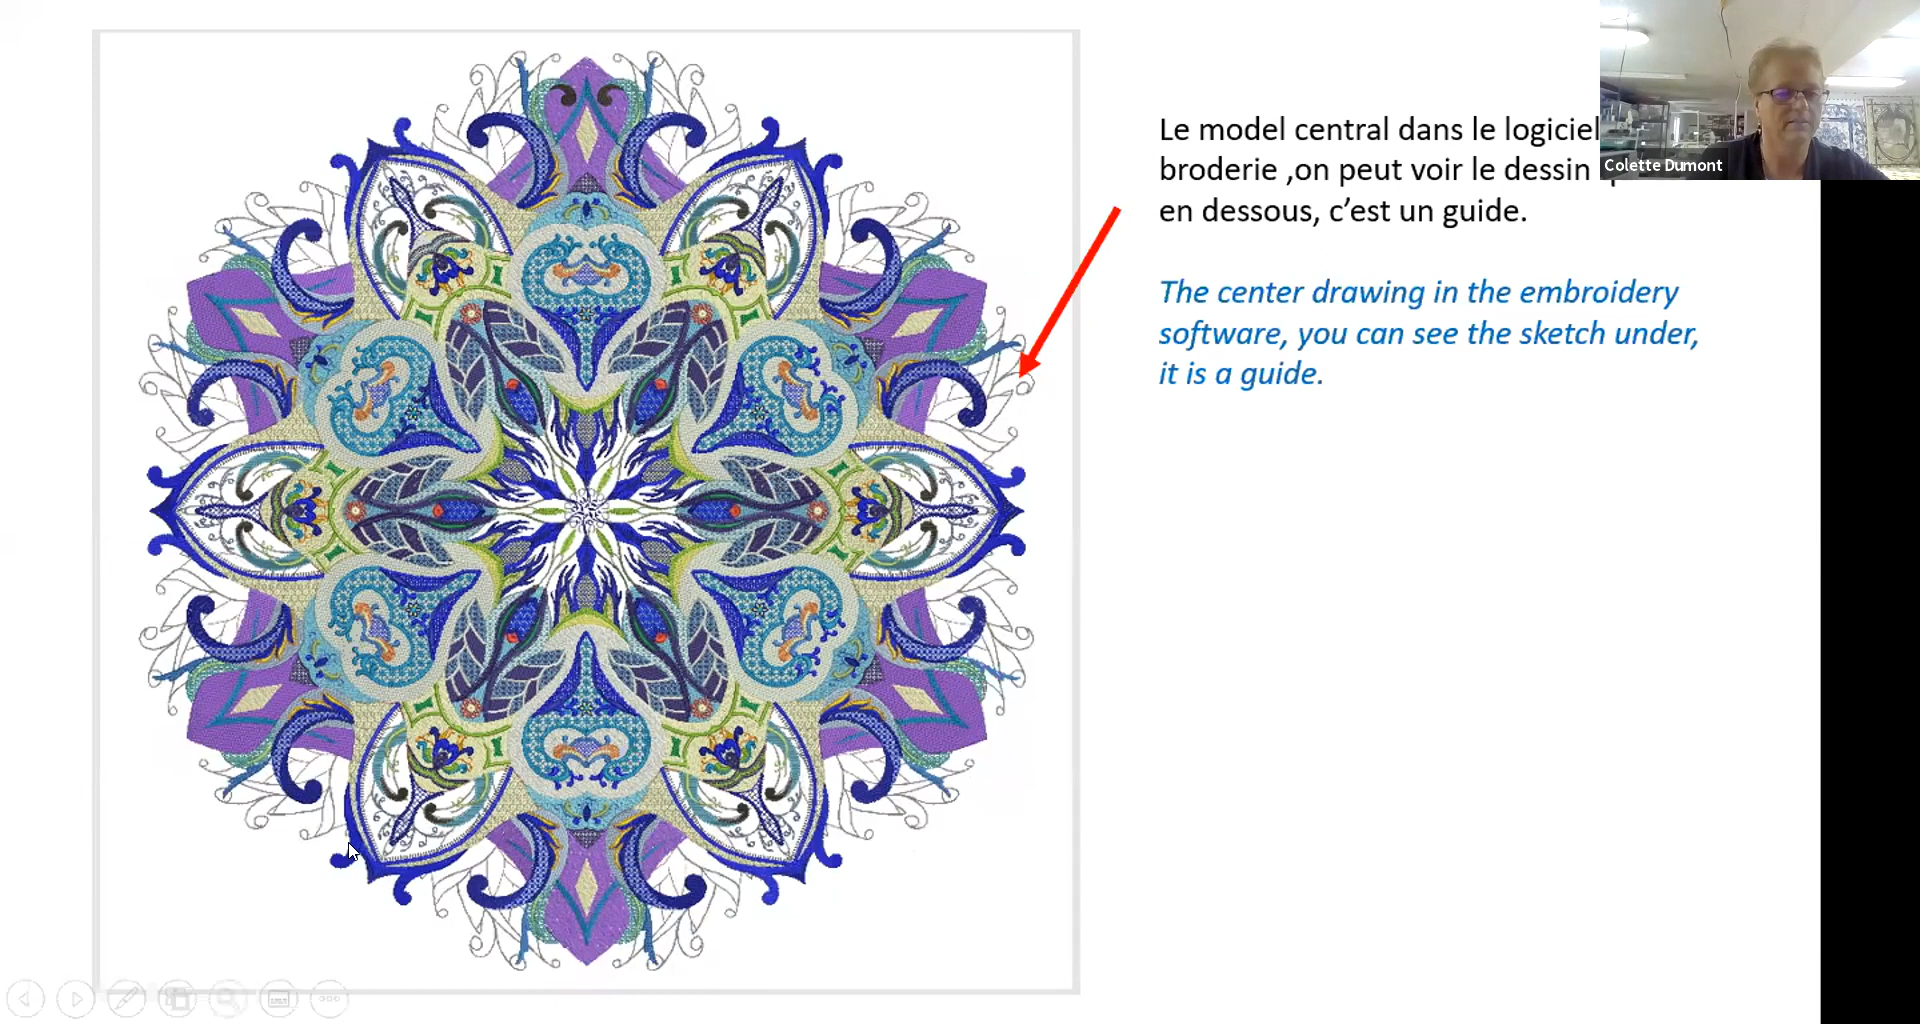 Le model central dans le logiciel
broderie ,on peut voir le dessin
en dessous, c’est un guide.
The center drawing in the embroidery
software, you can see the sketch under,
it is a guide.
Colette Dumont